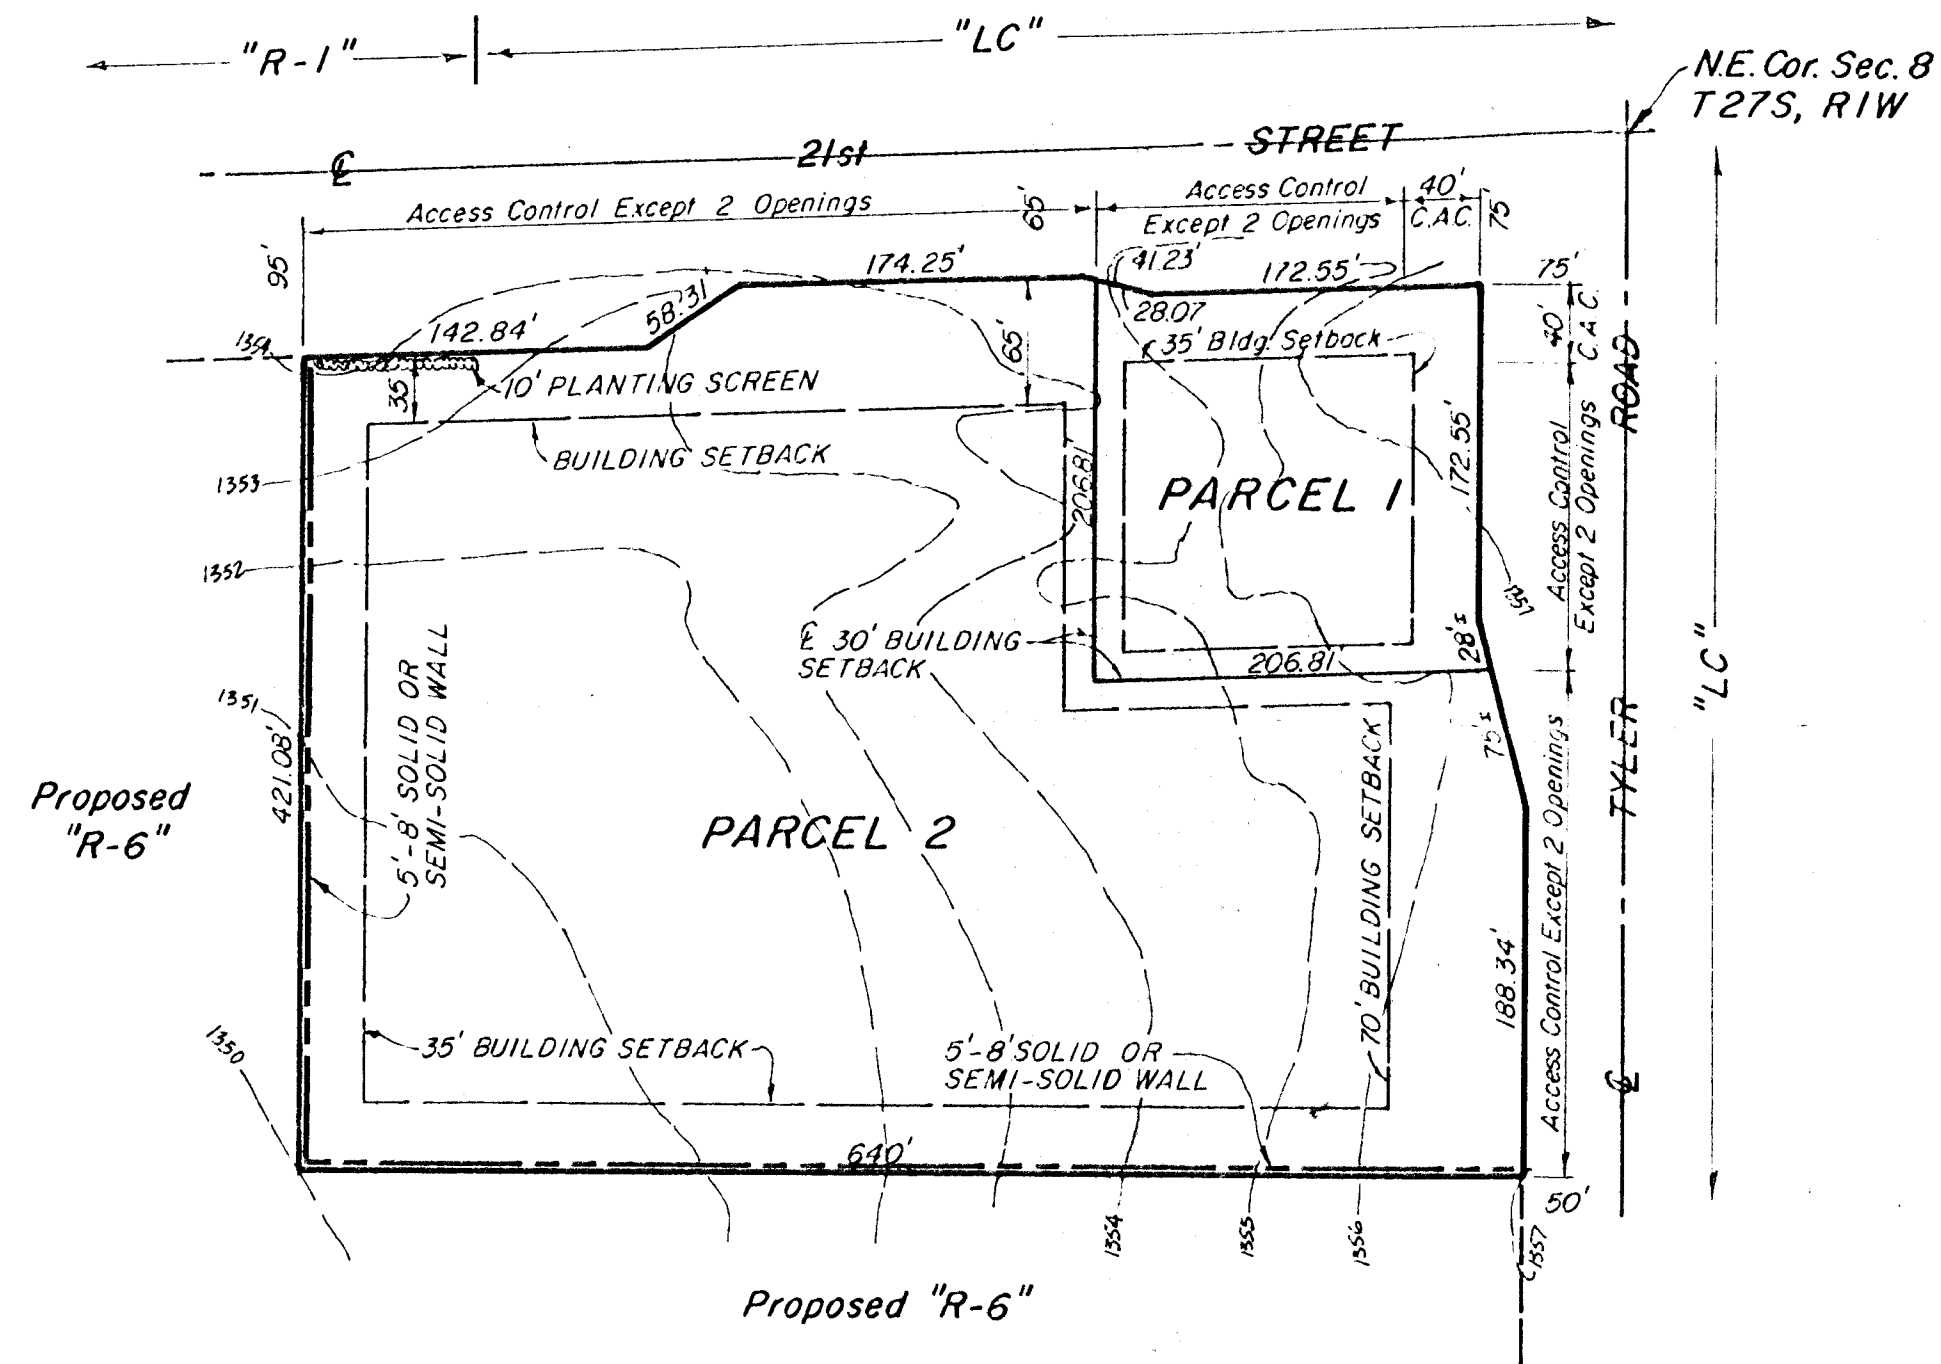 "R-1"
"LC"
N.E. Cor. Sec. 8
T27S, R1W
21st STREET
℄
Access Control Except 2 Openings
65'
Access Control
Except 2 Openings
40'
C.A.C.
75'
95'
174.25'
41.23'
172.55'
75'
58.31'
142.84'
28.07
40'
C.A.C.
1354
35' Bldg. Setback
65'
35'
10' PLANTING SCREEN
BUILDING SETBACK
1353
206.81'
PARCEL 1
172.55'
Access Control
Except 2 Openings
TYLER ROAD
1352
1357
℄ 30' BUILDING
SETBACK
206.81'
28'±
"LC"
1351
421.08'
5'-8' SOLID OR
SEMI-SOLID WALL
75'±
Proposed
"R-6"
PARCEL 2
70' BUILDING SETBACK
188.34'
Access Control Except 2 Openings
℄
1350
35' BUILDING SETBACK
5'-8' SOLID OR
SEMI-SOLID WALL
640'
50'
1354
1355
1356
1357
Proposed "R-6"